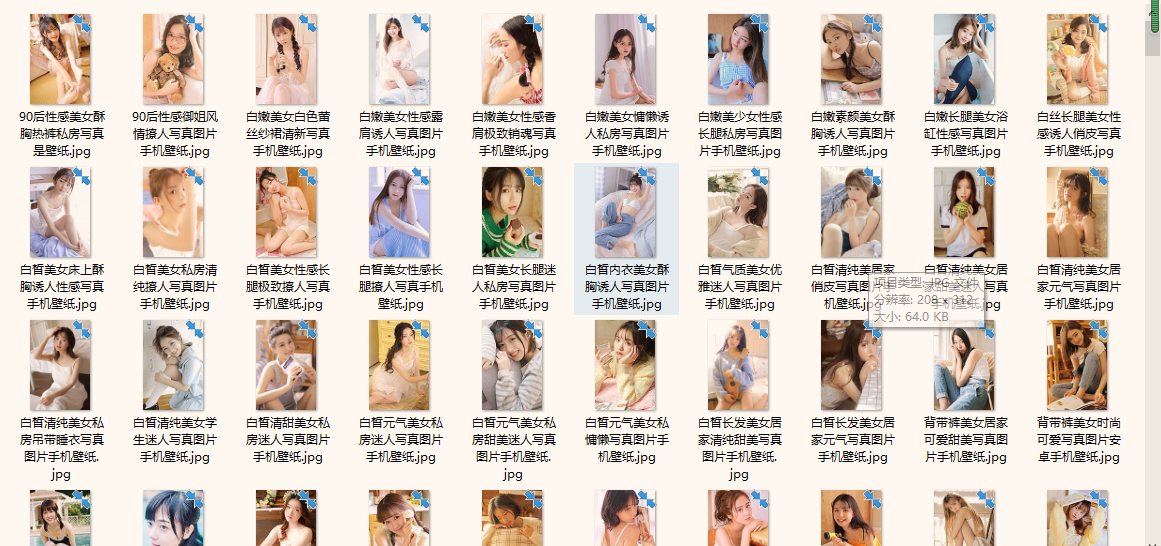 90后性感美女酥
胸热裤私房写真
是壁纸.jpg
90后性感御姐风
情撩人写真图片
手机壁纸.jpg
白嫩美女白色蕾
丝纱裙清新写真
手机壁纸.jpg
白嫩美女性感露
肩诱人写真图片
手机壁纸.jpg
白嫩美女性感香
肩极致销魂写真
手机壁纸.jpg
白嫩美女慵懒诱
人私房写真图片
手机壁纸.jpg
白嫩美少女性感
长腿私房写真图
片手机壁纸.jpg
白嫩素颜美女酥
胸诱人写真图片
手机壁纸.jpg
白嫩长腿美女浴
缸性感写真图片
手机壁纸.jpg
白丝长腿美女性
感诱人俏皮写真
手机壁纸.jpg
白皙美女床上酥
胸诱人性感写真
手机壁纸.jpg
白皙美女私房清
纯撩人写真图片
手机壁纸.jpg
白皙美女性感长
腿极致撩人写真
手机壁纸.jpg
白皙美女性感长
腿撩人写真手机
壁纸.jpg
白皙美女长腿迷
人私房写真图片
手机壁纸.jpg
白皙内衣美女酥
胸诱人写真图片
手机壁纸.jpg
白皙气质美女优
雅迷人写真图片
手机壁纸.jpg
白皙清纯美居家
俏皮写真图片手
机壁纸.jpg
白皙清纯美女居
家甜美迷人写真
手机壁纸.jpg
白皙清纯美女居
家元气写真图片
手机壁纸.jpg
项目类型: JPG 文件
分辨率: 208 x 312
大小: 64.0 KB
白皙清纯美女私
房吊带睡衣写真
图片手机壁纸.
jpg
白皙清纯美女学
生迷人写真图片
手机壁纸.jpg
白皙清甜美女私
房迷人写真图片
手机壁纸.jpg
白皙元气美女私
房迷人写真图片
手机壁纸.jpg
白皙元气美女私
房甜美迷人写真
图片手机壁纸.
jpg
白皙元气美女私
慵懒写真图片手
机壁纸.jpg
白皙长发美女居
家清纯甜美写真
图片手机壁纸.
jpg
白皙长发美女居
家元气写真图片
手机壁纸.jpg
背带裤美女居家
可爱甜美写真图
片手机壁纸.jpg
背带裤美女时尚
可爱写真图片安
卓手机壁纸.jpg